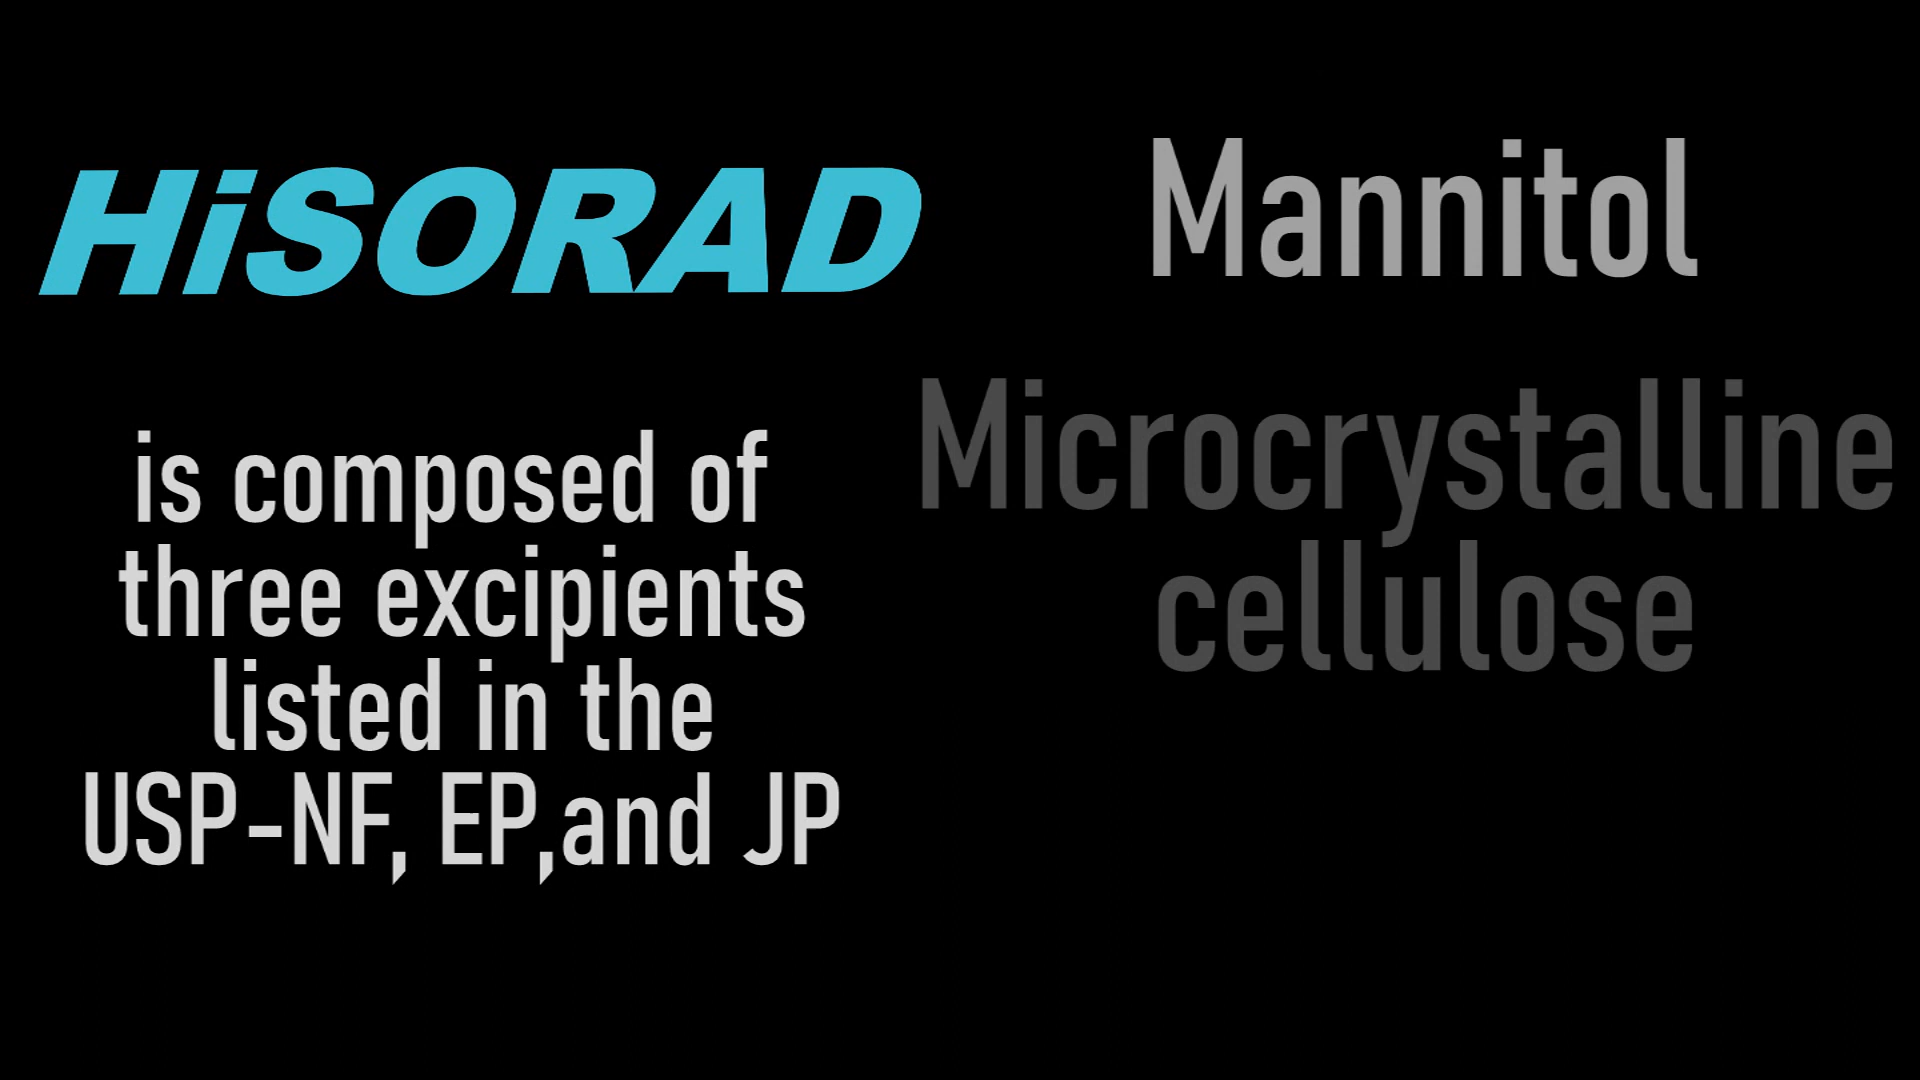 HiSORAD
is composed of
three excipients
listed in the
USP-NF, EP,and JP
Mannitol
Microcrystalline
cellulose